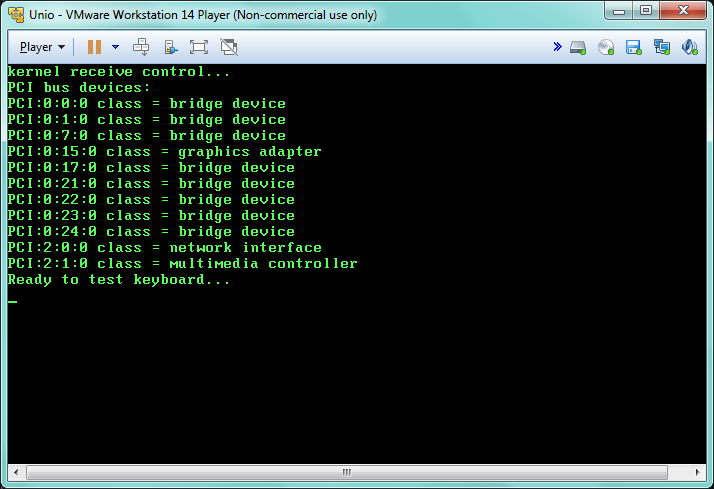 Unio - VMware Workstation 14 Player (Non-commercial use only)
Player
kernel receive control...
PCI bus devices:
PCI:0:0:0 class = bridge device
PCI:0:1:0 class = bridge device
PCI:0:7:0 class = bridge device
PCI:0:15:0 class = graphics adapter
PCI:0:17:0 class = bridge device
PCI:0:21:0 class = bridge device
PCI:0:22:0 class = bridge device
PCI:0:23:0 class = bridge device
PCI:0:24:0 class = bridge device
PCI:2:0:0 class = network interface
PCI:2:1:0 class = multimedia controller
Ready to test keyboard...
_